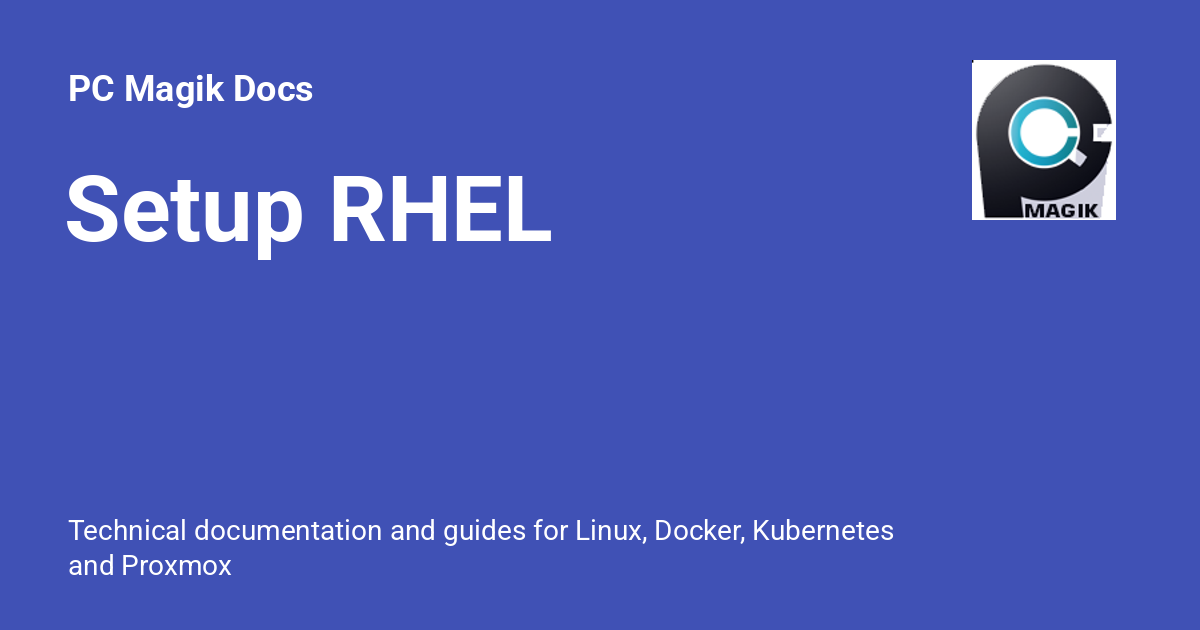 PC Magik Docs
Setup RHEL
MAGIK
Technical documentation and guides for Linux, Docker, Kubernetes
and Proxmox